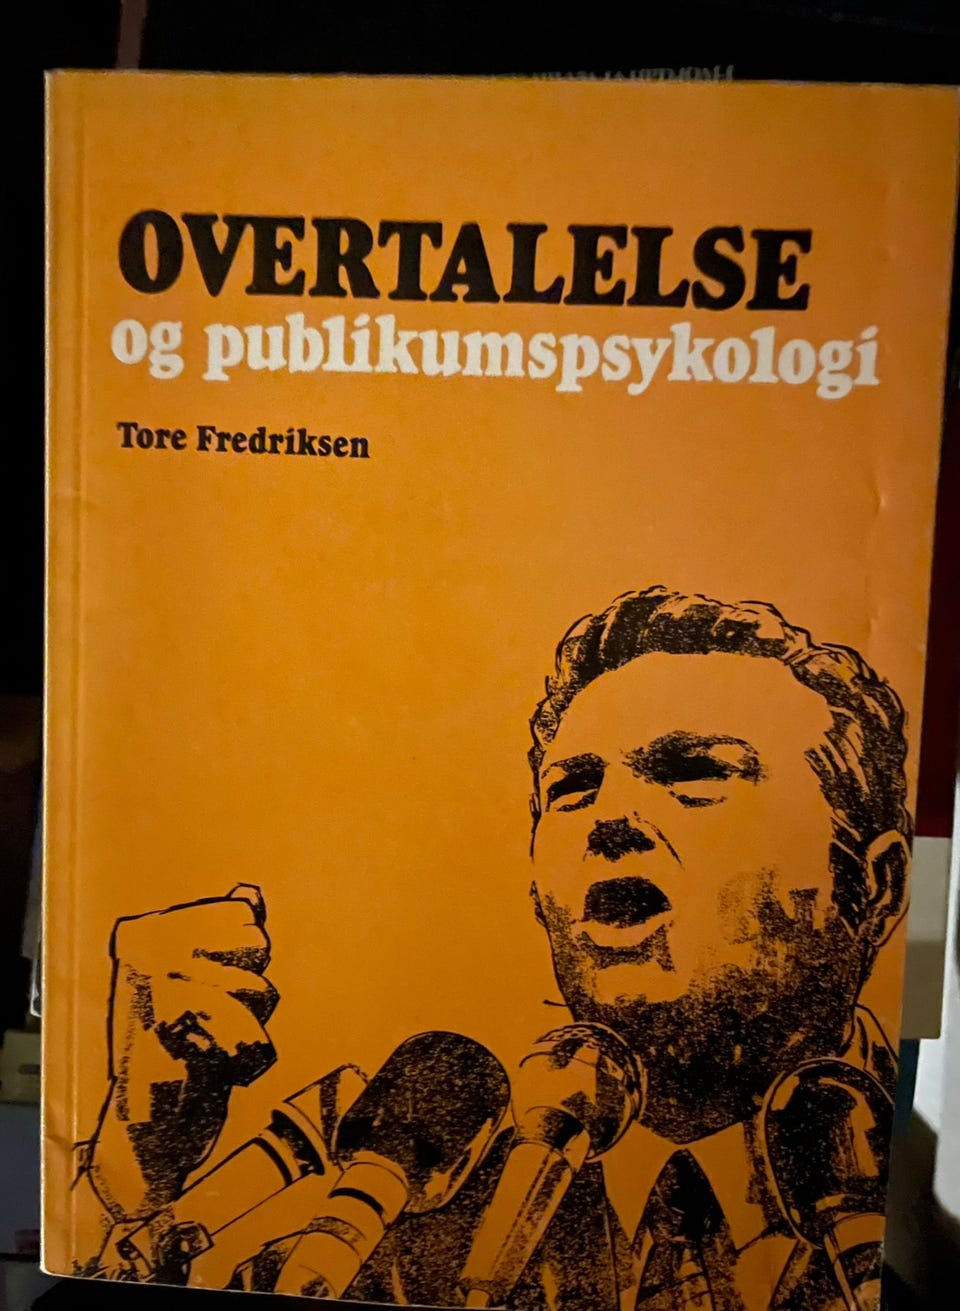 OVERTALELSE
og publikumspsykologi
Tore Fredriksen